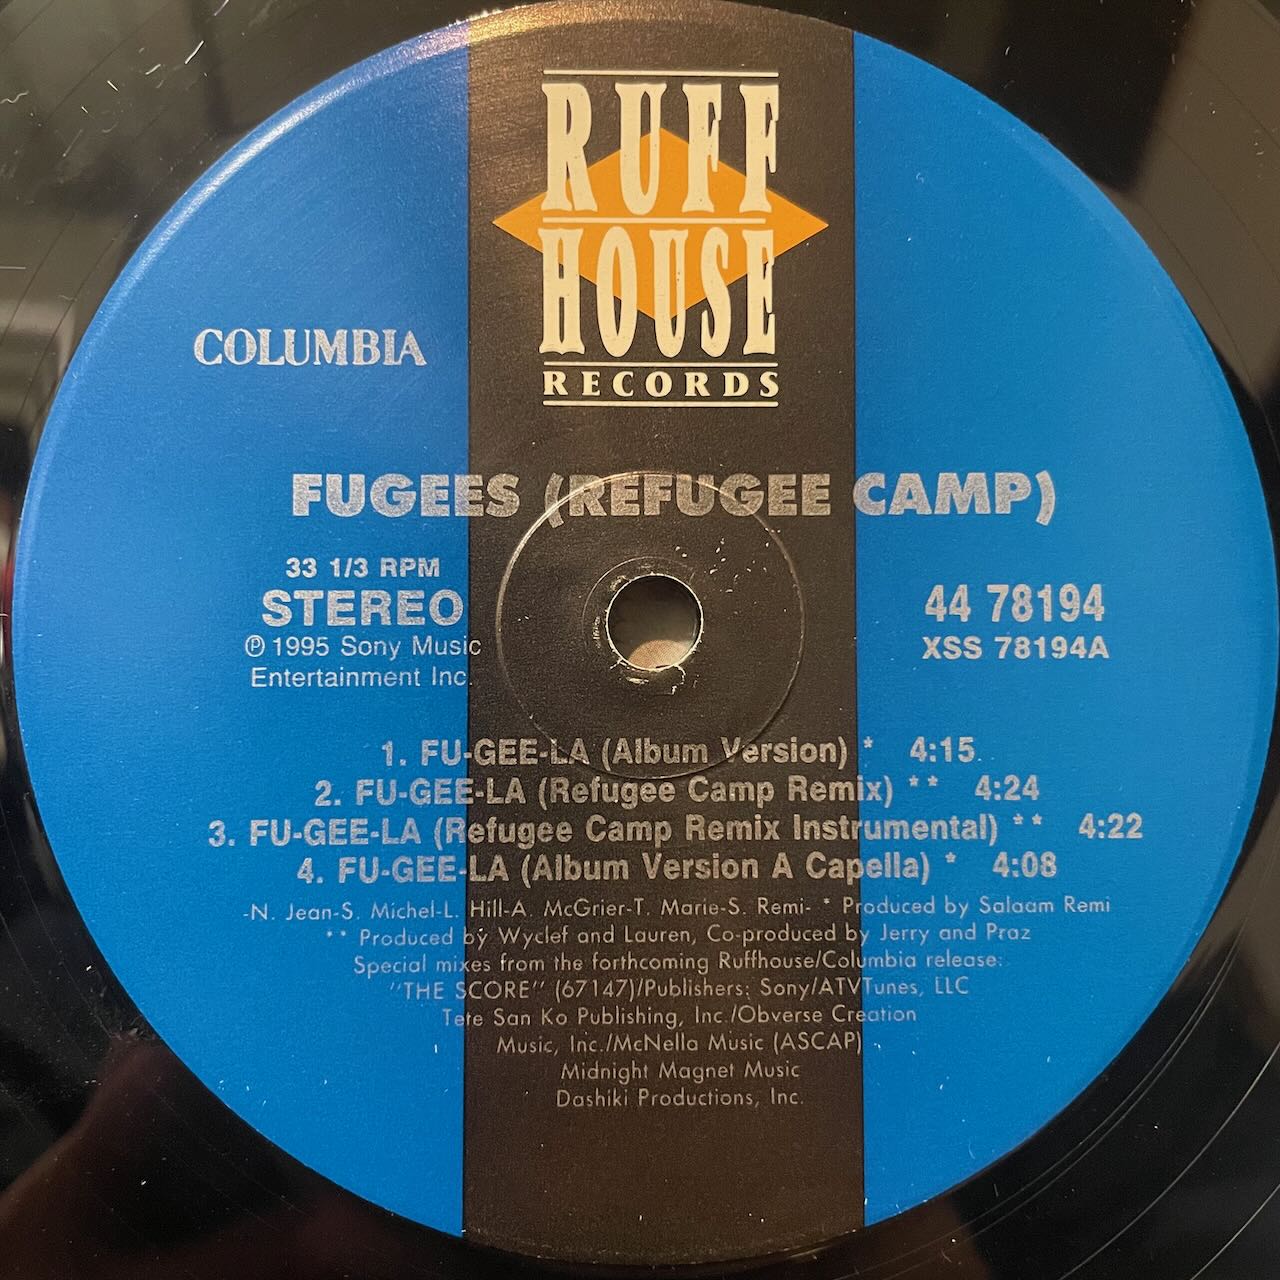 RUFF
HOUSE
RECORDS
COLUMBIA
FUGEES (REFUGEE CAMP)
33 1/3 RPM
STEREO
℗ 1995 Sony Music
Entertainment Inc.
44 78194
XSS 78194A
1. FU-GEE-LA (Album Version) * 4:15
2. FU-GEE-LA (Refugee Camp Remix) ** 4:24
3. FU-GEE-LA (Refugee Camp Remix Instrumental) ** 4:22
4. FU-GEE-LA (Album Version A Capella) * 4:08
-N. Jean-S. Michel-L. Hill-A. McGrier-T. Marie-S. Remi- * Produced by Salaam Remi
** Produced by Wyclef and Lauren, Co-produced by Jerry and Praz
Special mixes from the forthcoming Ruffhouse/Columbia release:
"THE SCORE" (67147)/Publishers: Sony/ATVTunes, LLC
Tete San Ko Publishing, Inc./Obverse Creation
Music, Inc./McNella Music (ASCAP)
Midnight Magnet Music
Dashiki Productions, Inc.